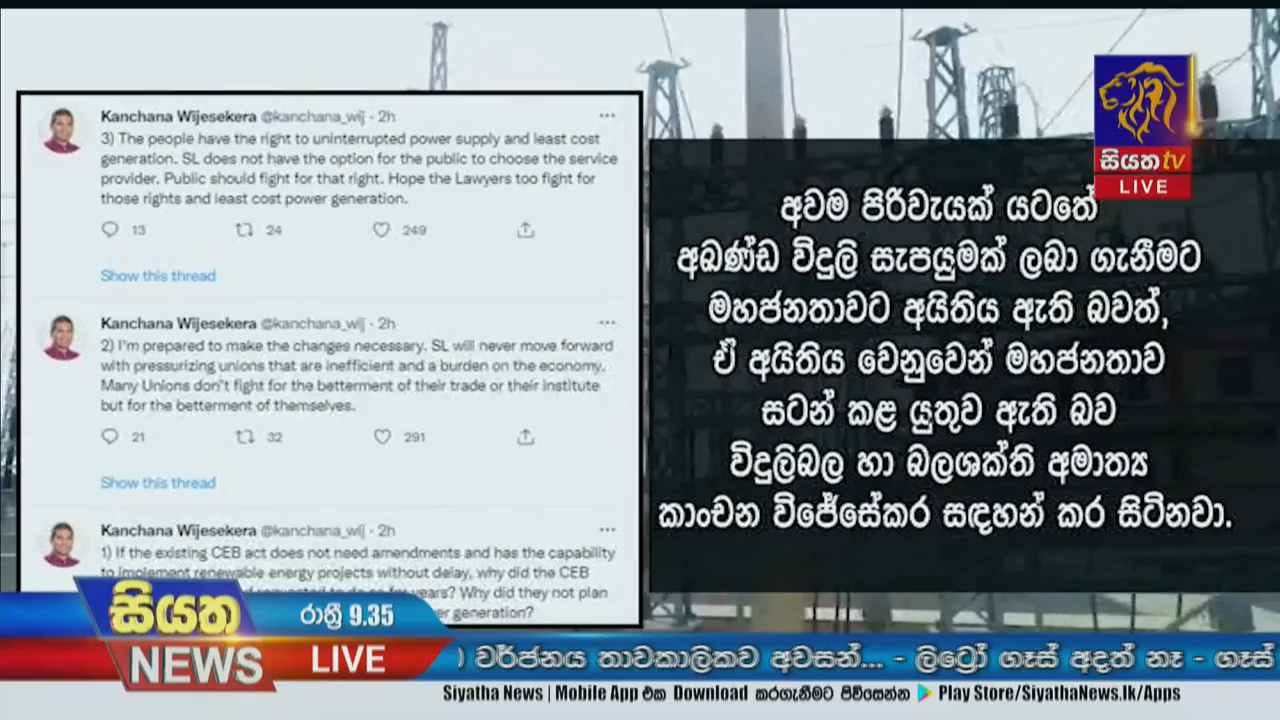 Kanchana Wijesekera @kanchana_wij · 2h
3) The people have the right to uninterrupted power supply and least cost
generation. SL does not have the option for the public to choose the service
provider. Public should fight for that right. Hope the Lawyers too fight for
those rights and least cost power generation.
13 24 249
Show this thread
Kanchana Wijesekera @kanchana_wij · 2h
2) I'm prepared to make the changes necessary. SL will never move forward
with pressurizing unions that are inefficient and a burden on the economy.
Many Unions don't fight for the betterment of their trade or their institute
but for the betterment of themselves.
21 32 291
Show this thread
Kanchana Wijesekera @kanchana_wij · 2h
1) If the existing CEB act does not need amendments and has the capability
to implement renewable energy projects without delay, why did the CEB
years? Why did they not plan
generation?
සියත tv
LIVE
අවම පිරිවැයක් යටතේ
අඛණ්ඩ විදුලි සැපයුමක් ලබා ගැනීමට
මහජනතාවට අයිතිය ඇති බවත්,
ඒ අයිතිය වෙනුවෙන් මහජනතාව
සටන් කළ යුතුව ඇති බව
විදුලිබල හා බලශක්ති අමාත්‍ය
කාංචන විජේසේකර සඳහන් කර සිටිනවා.
සියත
NEWS
රාත්‍රී 9.35
LIVE
) වර්ජනය තාවකාලිකව අවසන්... - ලිට්‍රෝ ගෑස් අදත් නෑ - ගෑස්
Siyatha News | Mobile App එක Download කරගැනීමට පිවිසෙන්න Play Store/SiyathaNews.lk/Apps